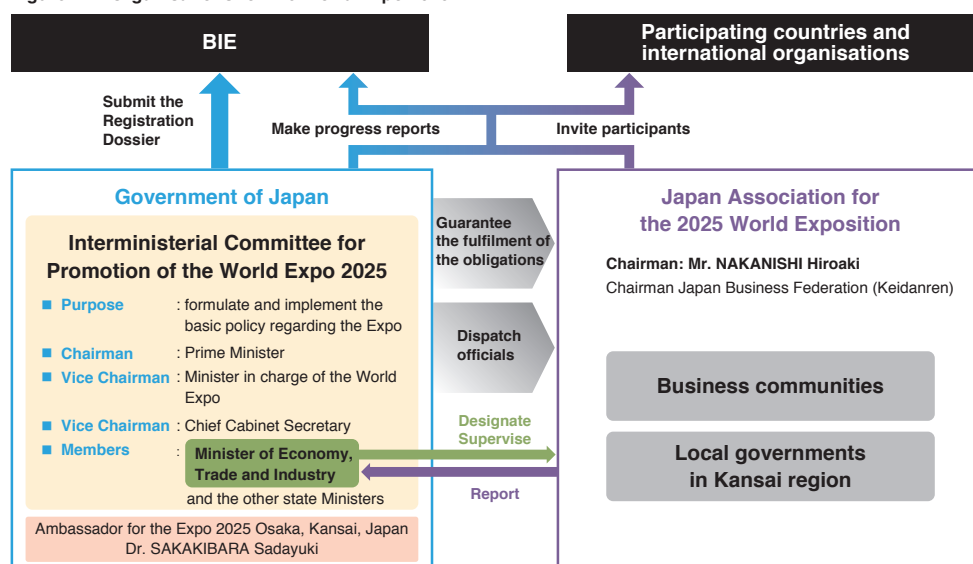 BIE
Participating countries and
international organisations
Submit the
Registration
Dossier
Make progress reports
Invite participants
Government of Japan
Interministerial Committee for
Promotion of the World Expo 2025
Purpose : formulate and implement the
basic policy regarding the Expo
Chairman : Prime Minister
Vice Chairman : Minister in charge of the World
Expo
Vice Chairman : Chief Cabinet Secretary
Members : Minister of Economy,
Trade and Industry
and the other state Ministers
Ambassador for the Expo 2025 Osaka, Kansai, Japan
Dr. SAKAKIBARA Sadayuki
Guarantee
the fulfilment of
the obligations
Dispatch
officials
Designate
Supervise
Report
Japan Association for
the 2025 World Exposition
Chairman: Mr. NAKANISHI Hiroaki
Chairman Japan Business Federation (Keidanren)
Business communities
Local governments
in Kansai region